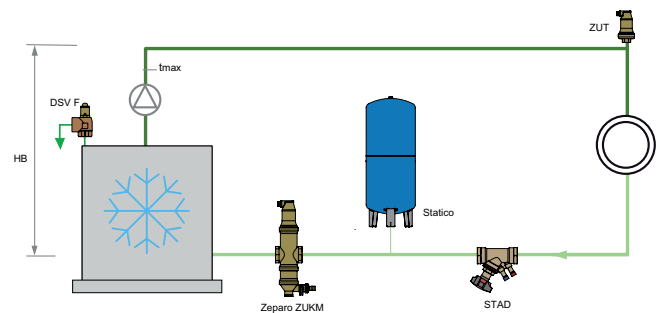 ZUT
tmax
DSV F
HB
Statico
Zeparo ZUKM
STAD